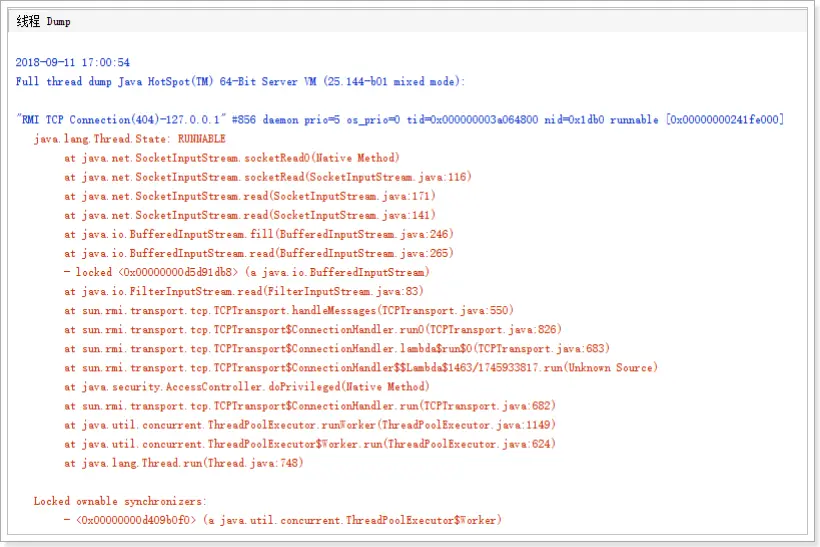 线程 Dump
2018-09-11 17:00:54
Full thread dump Java HotSpot(TM) 64-Bit Server VM (25.144-b01 mixed mode):
"RMI TCP Connection(404)-127.0.0.1" #856 daemon prio=5 os_prio=0 tid=0x000000003a064800 nid=0x1db0 runnable [0x00000000241fe000]
java.lang.Thread.State: RUNNABLE
at java.net.SocketInputStream.socketRead0(Native Method)
at java.net.SocketInputStream.socketRead(SocketInputStream.java:116)
at java.net.SocketInputStream.read(SocketInputStream.java:171)
at java.net.SocketInputStream.read(SocketInputStream.java:141)
at java.io.BufferedInputStream.fill(BufferedInputStream.java:246)
at java.io.BufferedInputStream.read(BufferedInputStream.java:265)
- locked <0x00000000d5d91db8> (a java.io.BufferedInputStream)
at java.io.FilterInputStream.read(FilterInputStream.java:83)
at sun.rmi.transport.tcp.TCPTransport.handleMessages(TCPTransport.java:550)
at sun.rmi.transport.tcp.TCPTransport$ConnectionHandler.run0(TCPTransport.java:826)
at sun.rmi.transport.tcp.TCPTransport$ConnectionHandler.lambda$run$0(TCPTransport.java:683)
at sun.rmi.transport.tcp.TCPTransport$ConnectionHandler$$Lambda$1463/1745933817.run(Unknown Source)
at java.security.AccessController.doPrivileged(Native Method)
at sun.rmi.transport.tcp.TCPTransport$ConnectionHandler.run(TCPTransport.java:682)
at java.util.concurrent.ThreadPoolExecutor.runWorker(ThreadPoolExecutor.java:1149)
at java.util.concurrent.ThreadPoolExecutor$Worker.run(ThreadPoolExecutor.java:624)
at java.lang.Thread.run(Thread.java:748)
Locked ownable synchronizers:
- <0x00000000d409b0f0> (a java.util.concurrent.ThreadPoolExecutor$Worker)